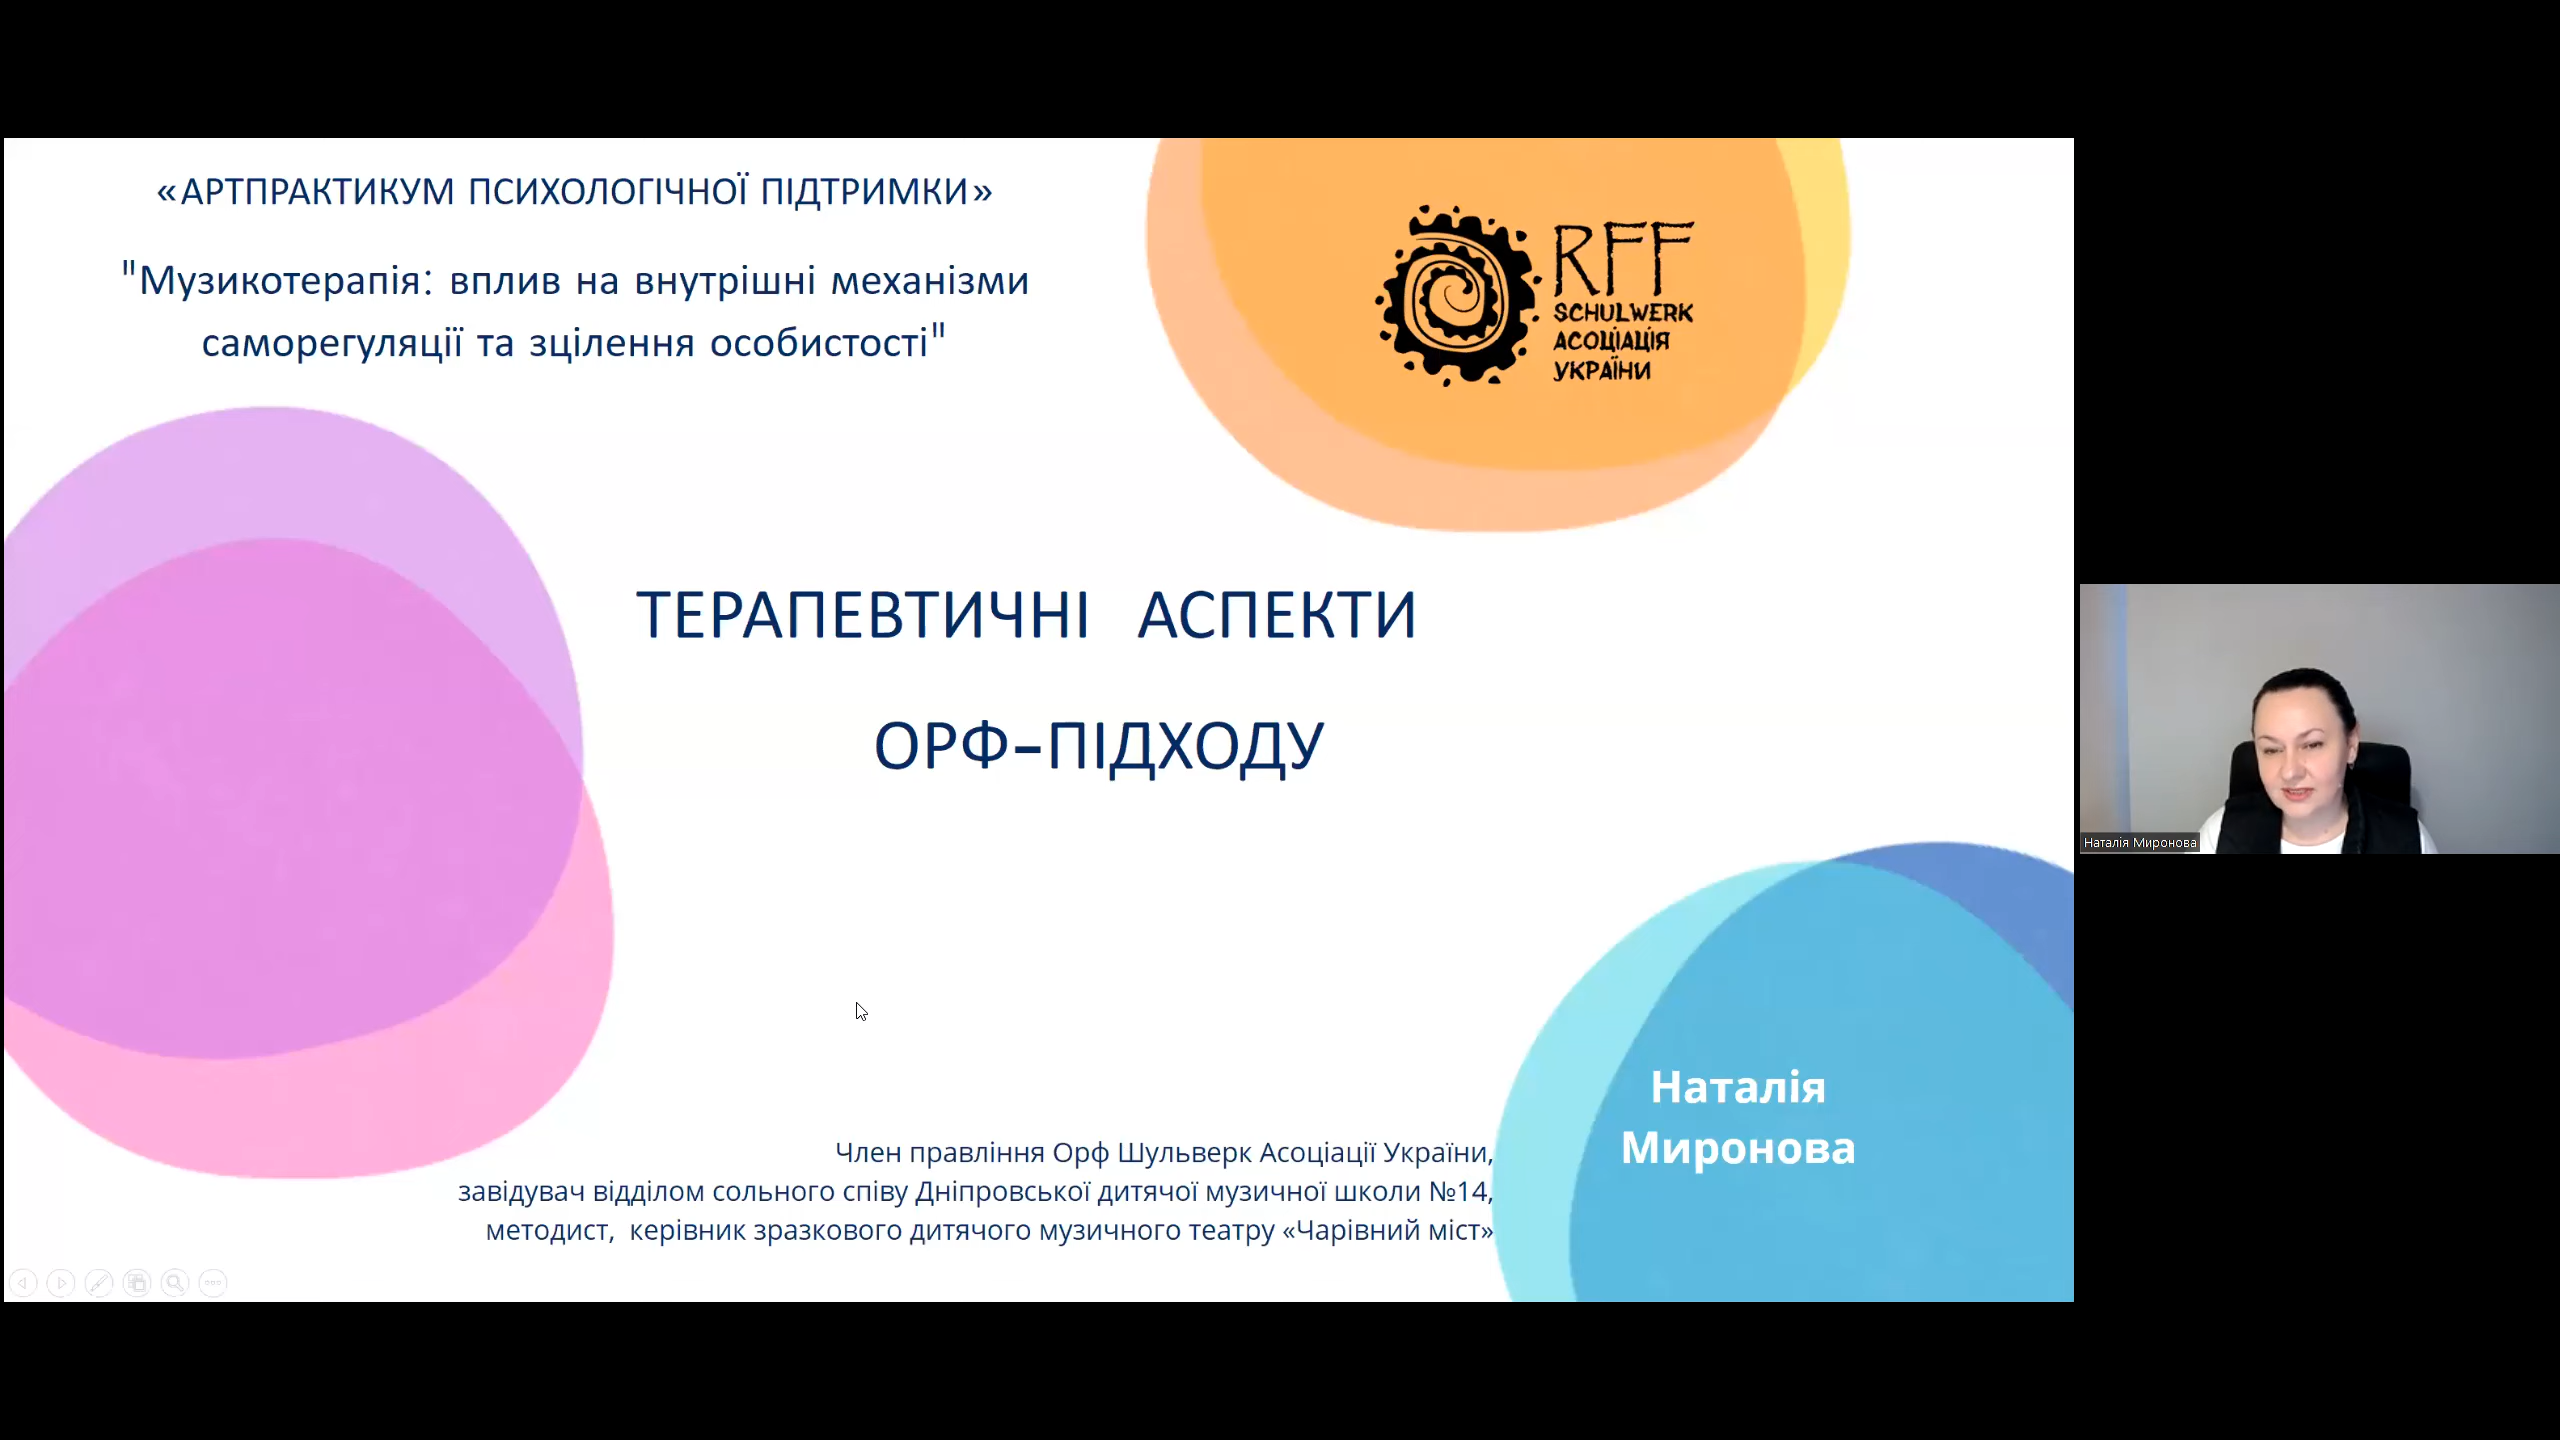 «АРТПРАКТИКУМ ПСИХОЛОГІЧНОЇ ПІДТРИМКИ»
"Музикотерапія: вплив на внутрішні механізми
саморегуляції та зцілення особистості"
RFF
SCHULWERK
АСОЦІАЦІЯ
УКРАЇНИ
ТЕРАПЕВТИЧНІ АСПЕКТИ
ОРФ-ПІДХОДУ
Наталія Миронова
Наталія
Миронова
Член правління Орф Шульверк Асоціації України,
завідувач відділом сольного співу Дніпровської дитячої музичної школи №14,
методист, керівник зразкового дитячого музичного театру «Чарівний міст»